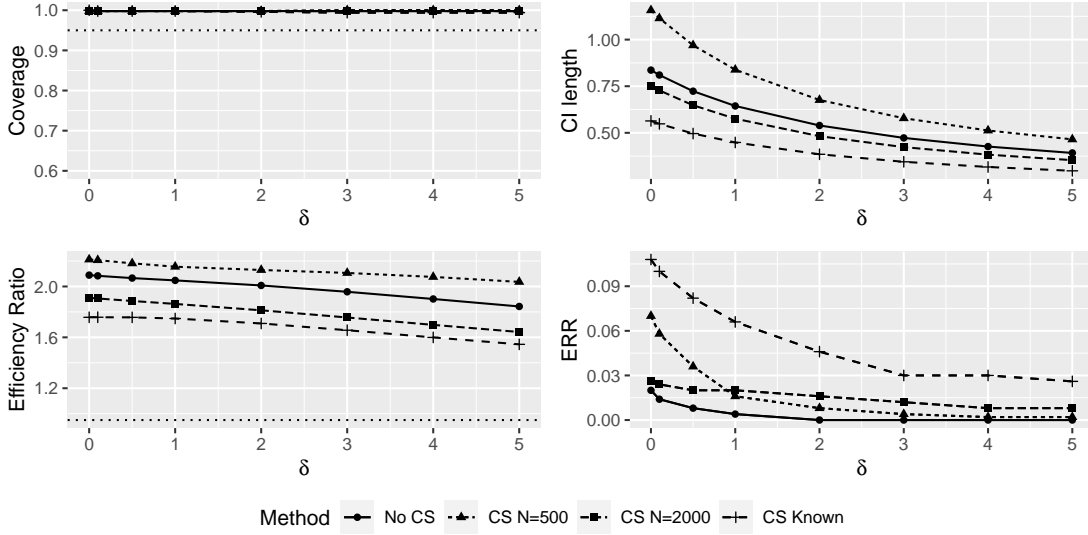 Coverage
1.0
0.9
0.8
0.7
0.6
0 1 2 3 4 5
δ
CI length
1.00
0.75
0.50
0 1 2 3 4 5
δ
Efficiency Ratio
2.0
1.6
1.2
0 1 2 3 4 5
δ
ERR
0.09
0.06
0.03
0.00
0 1 2 3 4 5
δ
Method No CS CS N=500 CS N=2000 CS Known